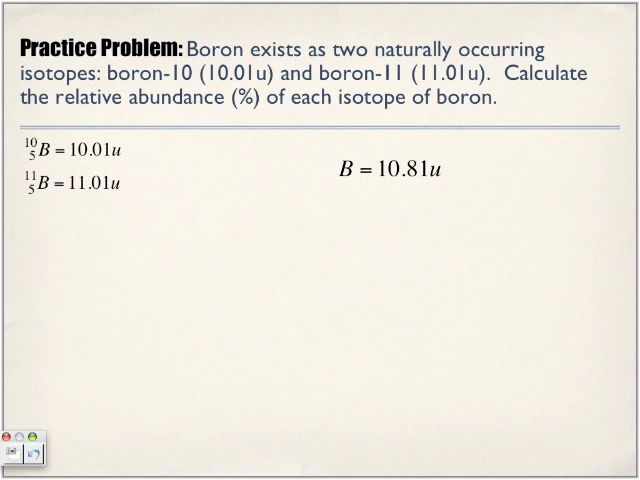 Practice Problem: Boron exists as two naturally occurring
isotopes: boron-10 (10.01u) and boron-11 (11.01u).  Calculate
the relative abundance (%) of each isotope of boron.
¹⁰₅B = 10.01u
¹¹₅B = 11.01u
B = 10.81u